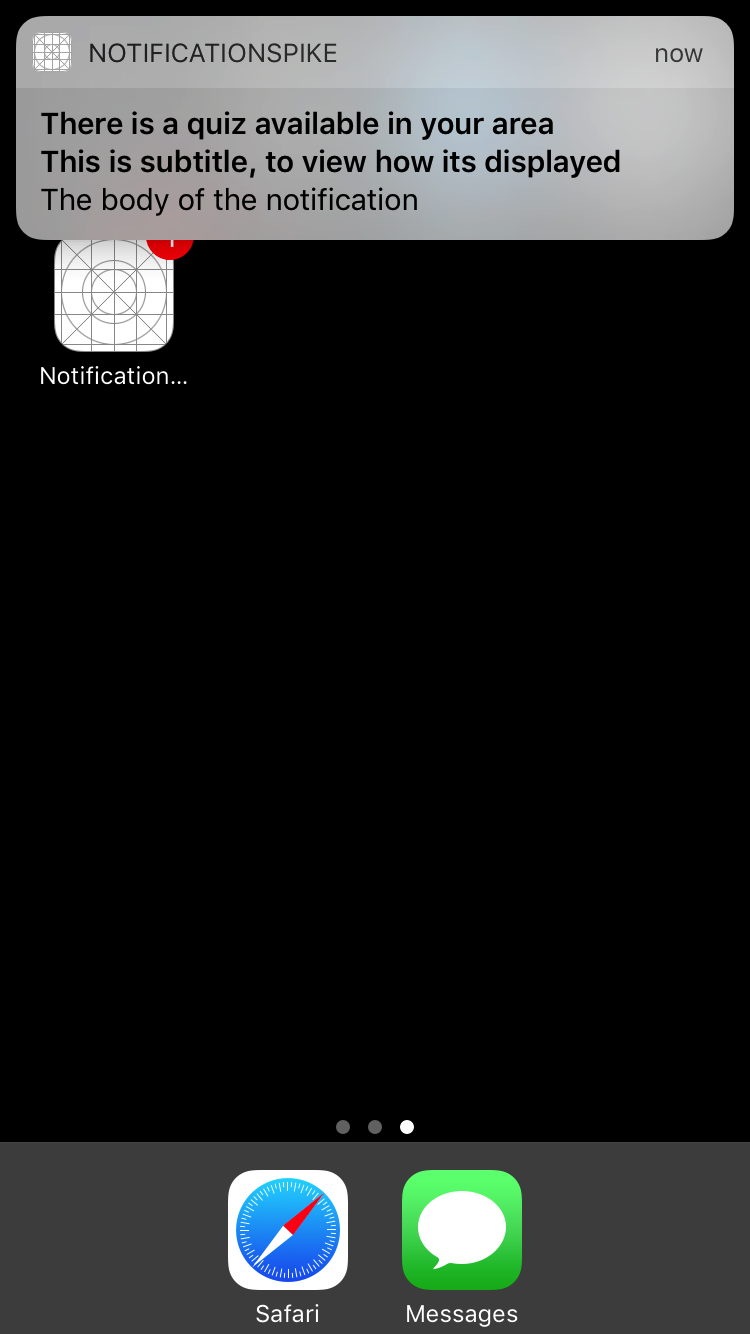 NOTIFICATIONSPIKE now
There is a quiz available in your area
This is subtitle, to view how its displayed
The body of the notification
Notification...
Safari Messages